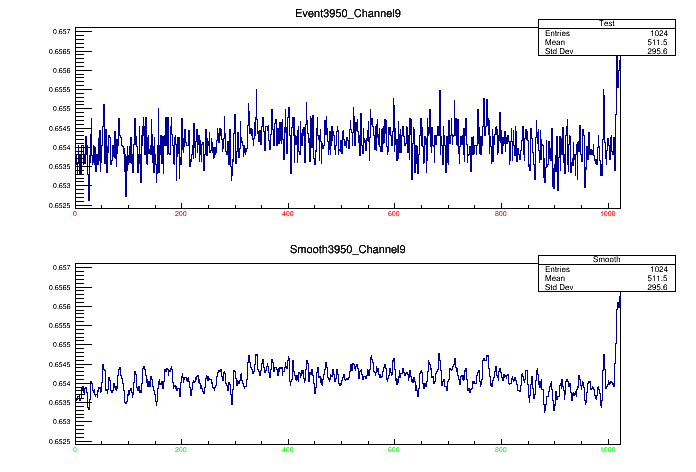 Event3950_Channel9
Test
Entries 1024
Mean 511.5
Std Dev 295.6
0.657
0.6565
0.656
0.6555
0.655
0.6545
0.654
0.6535
0.653
0.6525
0 200 400 600 800 1000
Smooth3950_Channel9
Smooth
Entries 1024
Mean 511.5
Std Dev 295.6
0.657
0.6565
0.656
0.6555
0.655
0.6545
0.654
0.6535
0.653
0.6525
0 200 400 600 800 1000